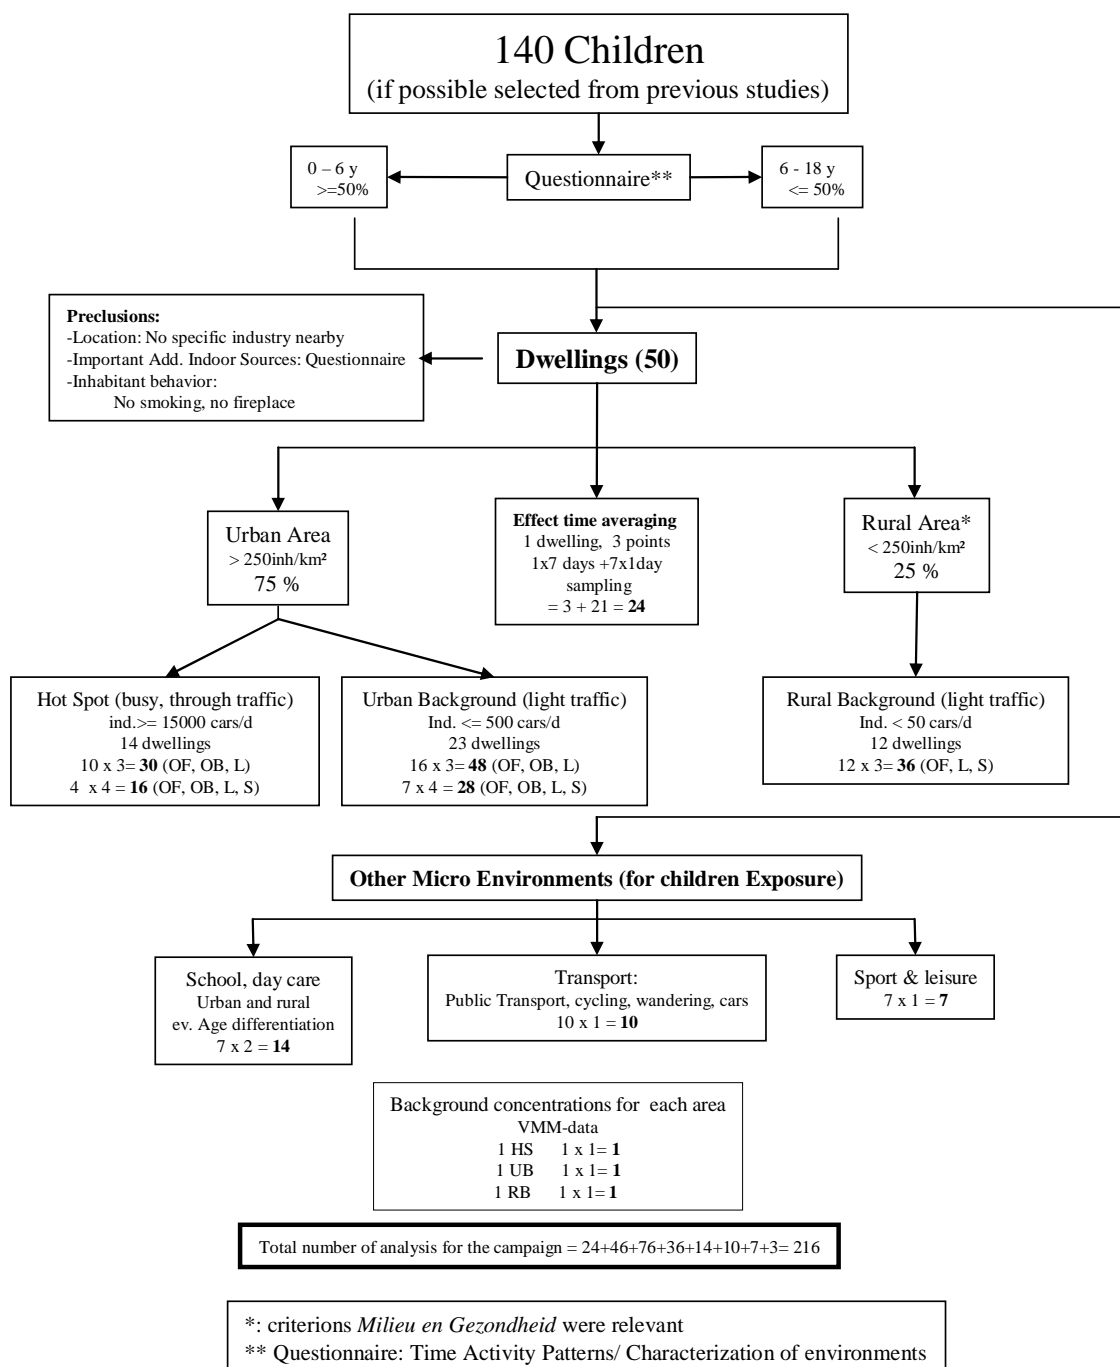 140 Children
(if possible selected from previous studies)
0 – 6 y
>=50%
Questionnaire**
6 - 18 y
<= 50%
Preclusions:
-Location: No specific industry nearby
-Important Add. Indoor Sources: Questionnaire
-Inhabitant behavior:
No smoking, no fireplace
Dwellings (50)
Urban Area
> 250inh/km²
75 %
Effect time averaging
1 dwelling, 3 points
1x7 days +7x1day
sampling
= 3 + 21 = 24
Rural Area*
< 250inh/km²
25 %
Hot Spot (busy, through traffic)
ind.>= 15000 cars/d
14 dwellings
10 x 3= 30 (OF, OB, L)
4 x 4 = 16 (OF, OB, L, S)
Urban Background (light traffic)
Ind. <= 500 cars/d
23 dwellings
16 x 3= 48 (OF, OB, L)
7 x 4 = 28 (OF, OB, L, S)
Rural Background (light traffic)
Ind. < 50 cars/d
12 dwellings
12 x 3= 36 (OF, L, S)
Other Micro Environments (for children Exposure)
School, day care
Urban and rural
ev. Age differentiation
7 x 2 = 14
Transport:
Public Transport, cycling, wandering, cars
10 x 1 = 10
Sport & leisure
7 x 1 = 7
Background concentrations for each area
VMM-data
1 HS 1 x 1= 1
1 UB 1 x 1= 1
1 RB 1 x 1= 1
Total number of analysis for the campaign = 24+46+76+36+14+10+7+3= 216
*: criterions Milieu en Gezondheid were relevant
** Questionnaire: Time Activity Patterns/ Characterization of environments